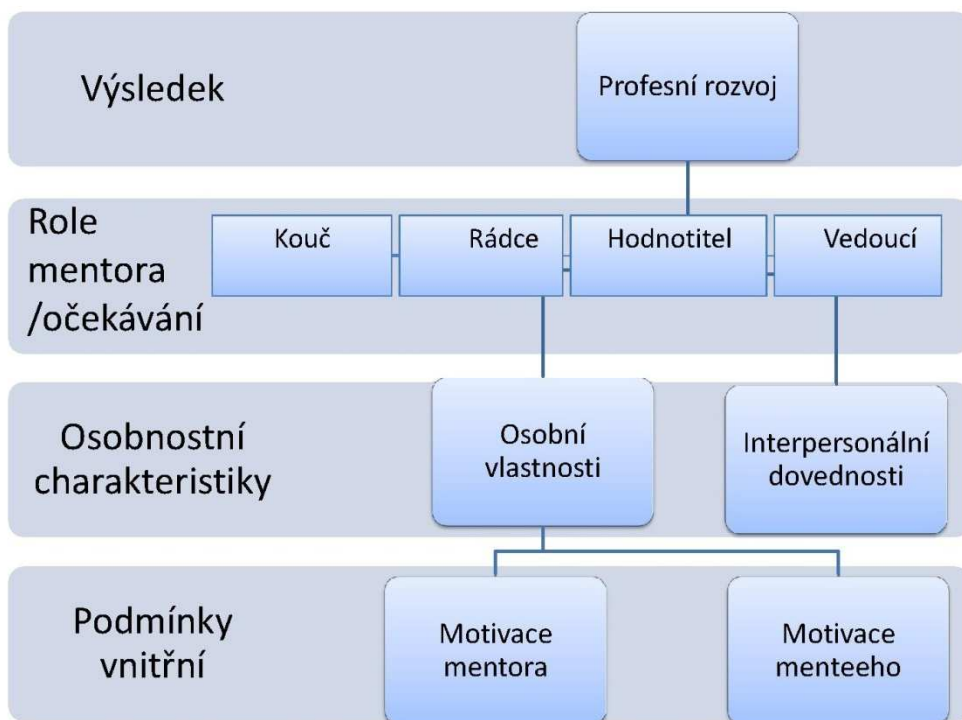 Výsledek
Profesní rozvoj
Role
mentora
/očekávání
Kouč
Rádce
Hodnotitel
Vedoucí
Osobnostní
charakteristiky
Osobní
vlastnosti
Interpersonální
dovednosti
Podmínky
vnitřní
Motivace
mentora
Motivace
menteeho